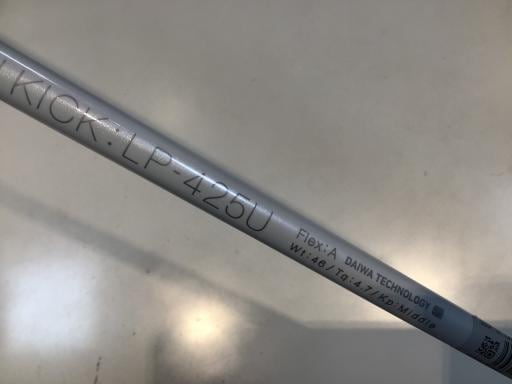 KICK:LP-425U
Flex:A DAIWA TECHNOLOGY
Wt:46/Tq:4.7/Kp:Middle